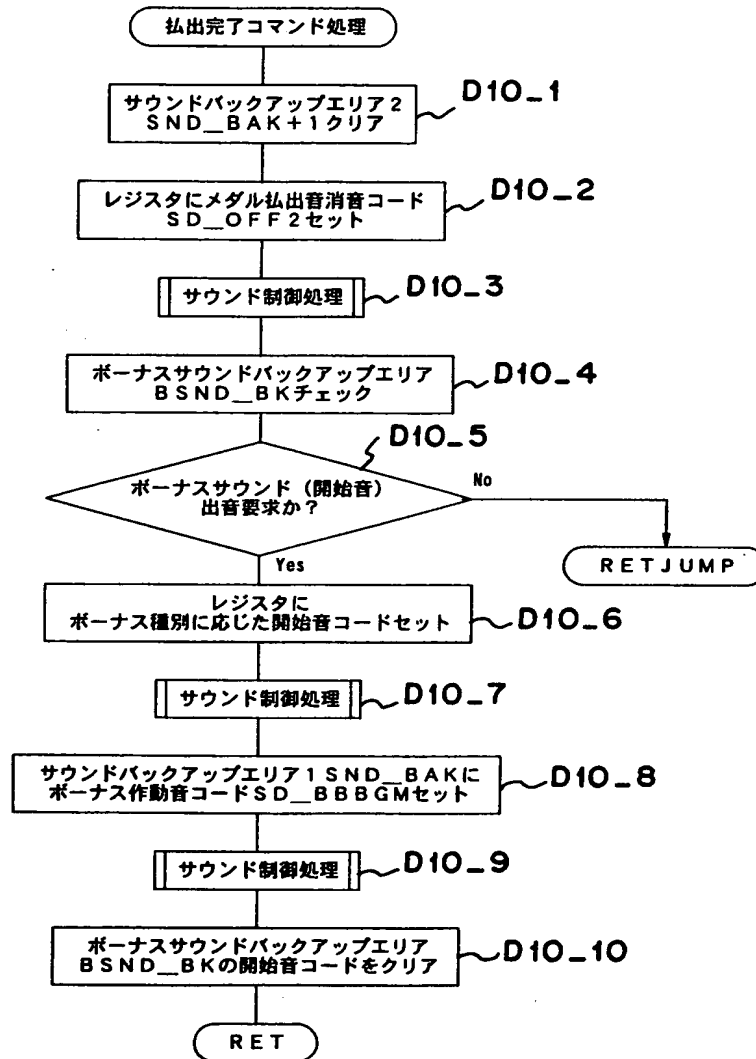 払出完了コマンド処理
D10_1
サウンドバックアップエリア2
SND__BAK+1クリア
D10_2
レジスタにメダル払出音消音コード
SD__OFF2セット
サウンド制御処理
D10_3
ボーナスサウンドバックアップエリア
BSND__BKチェック
D10_4
D10_5
ボーナスサウンド（開始音）
出音要求か？
No
RETJUMP
Yes
レジスタに
ボーナス種別に応じた開始音コードセット
D10_6
サウンド制御処理
D10_7
サウンドバックアップエリア1SND__BAKに
ボーナス作動音コードSD__BBBGMセット
D10_8
サウンド制御処理
D10_9
ボーナスサウンドバックアップエリア
BSND__BKの開始音コードをクリア
D10_10
RET